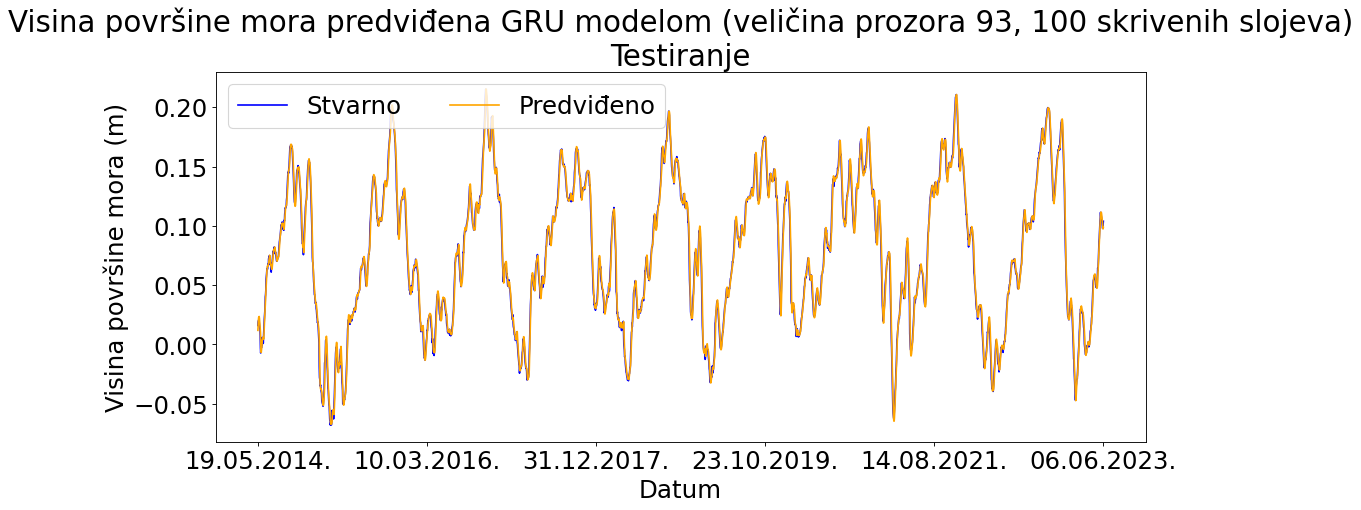 Visina površine mora predviđena GRU modelom (veličina prozora 93, 100 skrivenih slojeva)
Testiranje
Stvarno
Predviđeno
Visina površine mora (m)
0.20
0.15
0.10
0.05
0.00
−0.05
19.05.2014.
10.03.2016.
31.12.2017.
23.10.2019.
14.08.2021.
06.06.2023.
Datum